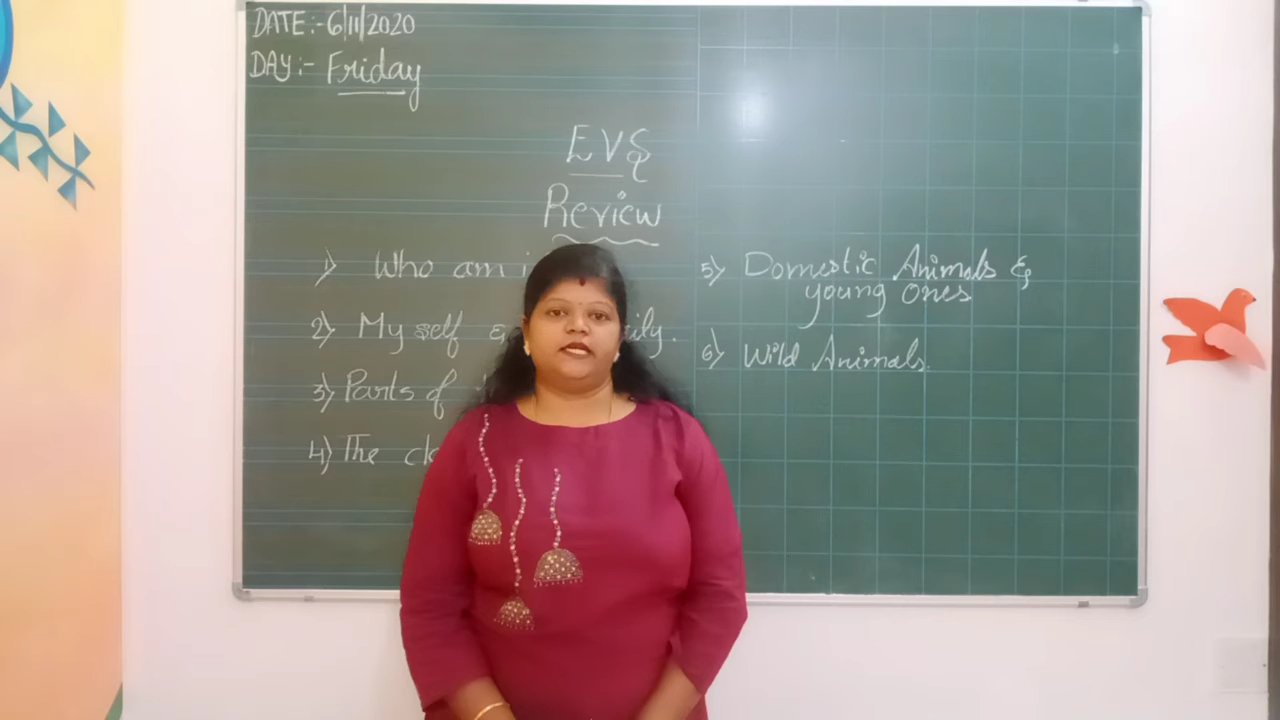 DATE:- 6/11/2020
DAY:- Friday
EVS
Review
1) Who am i
2) My self &
3) Parts of
4) The
5) Domestic Animals &
young ones
6) Wild Animals.